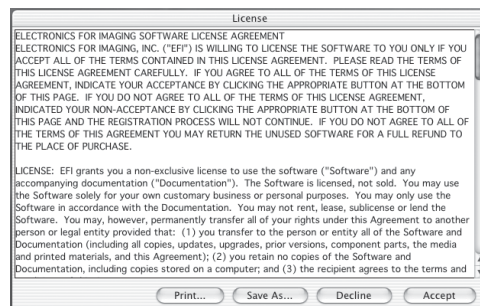 License
ELECTRONICS FOR IMAGING SOFTWARE LICENSE AGREEMENT
ELECTRONICS FOR IMAGING, INC. ("EFI") IS WILLING TO LICENSE THE SOFTWARE TO YOU ONLY IF YOU
ACCEPT ALL OF THE TERMS CONTAINED IN THIS LICENSE AGREEMENT.  PLEASE READ THE TERMS OF
THIS LICENSE AGREEMENT CAREFULLY.  IF YOU AGREE TO ALL OF THE TERMS OF THIS LICENSE
AGREEMENT, INDICATE YOUR ACCEPTANCE BY CLICKING THE APPROPRIATE BUTTON AT THE BOTTOM
OF THIS PAGE.  IF YOU DO NOT AGREE TO ALL OF THE TERMS OF THIS LICENSE AGREEMENT,
INDICATED YOUR NON-ACCEPTANCE BY CLICKING THE APPROPRIATE BUTTON AT THE BOTTOM OF
THIS PAGE AND THE REGISTRATION PROCESS WILL NOT CONTINUE.  IF YOU DO NOT AGREE TO ALL OF
THE TERMS OF THIS AGREEMENT YOU MAY RETURN THE UNUSED SOFTWARE FOR A FULL REFUND TO
THE PLACE OF PURCHASE.
LICENSE:  EFI grants you a non-exclusive license to use the software ("Software") and any
accompanying documentation ("Documentation").  The Software is licensed, not sold.  You may use
the Software solely for your own customary business or personal purposes.  You may only use the
Software in accordance with the Documentation.  You may not rent, lease, sublicense or lend the
Software.  You may, however, permanently transfer all of your rights under this Agreement to another
person or legal entity provided that:  (1) you transfer to the person or entity all of the Software and
Documentation (including all copies, updates, upgrades, prior versions, component parts, the media
and printed materials, and this Agreement); (2) you retain no copies of the Software and
Documentation, including copies stored on a computer; and (3) the recipient agrees to the terms and
Print... Save As... Decline Accept